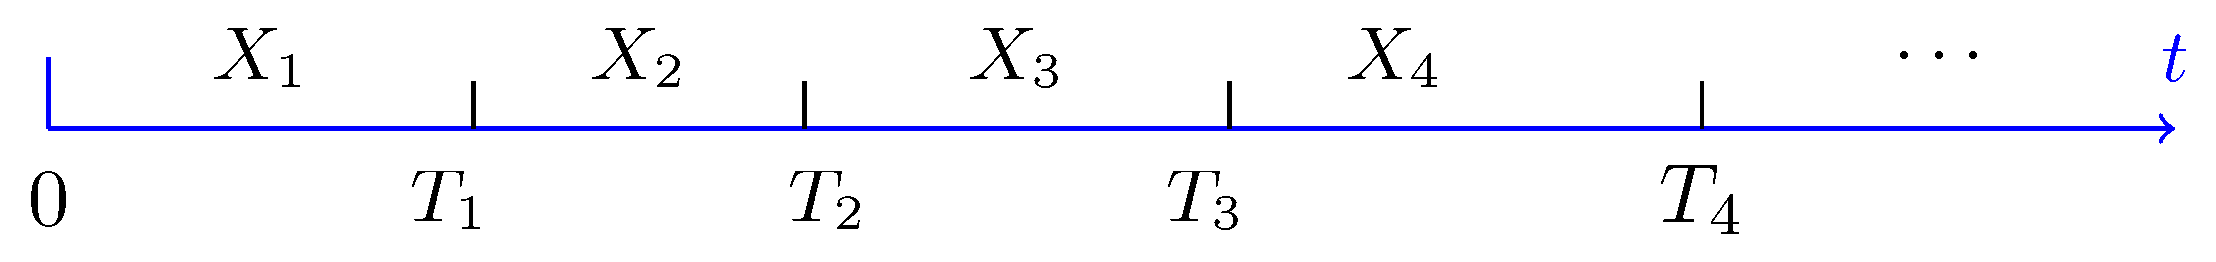 X₁ X₂ X₃ X₄ ⋯ t
0 T₁ T₂ T₃ T₄